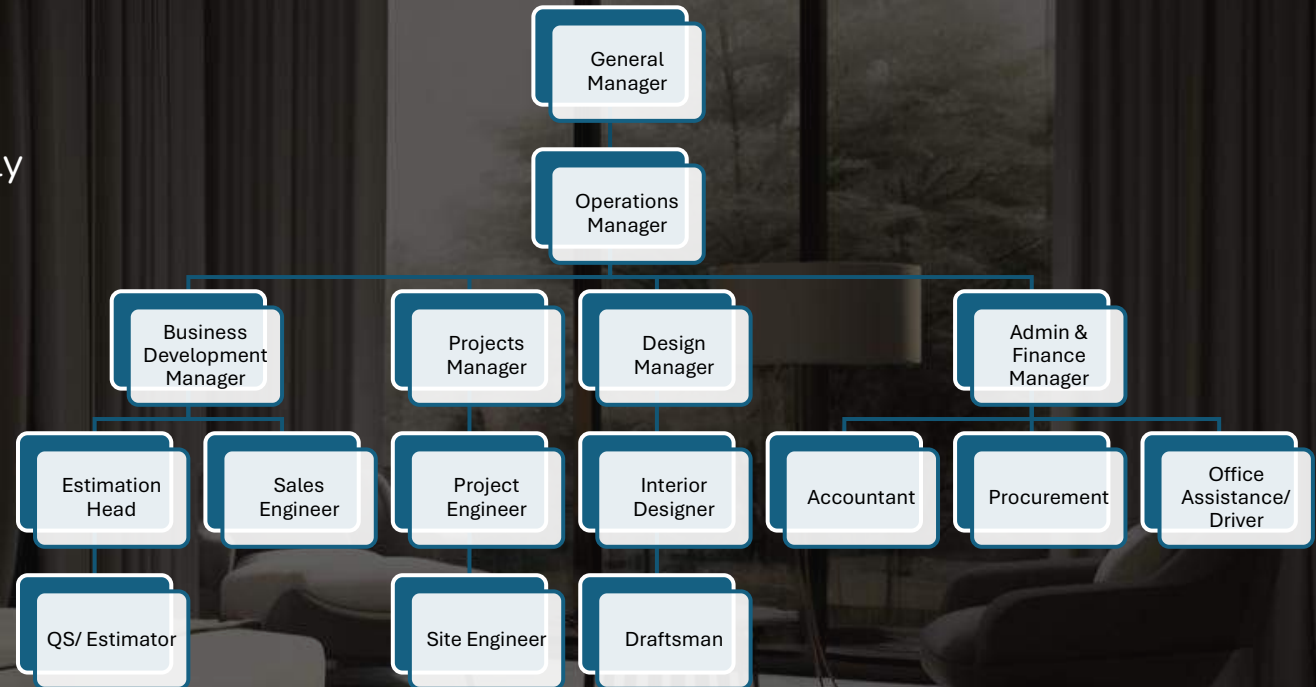 General
Manager
Operations
Manager
Business
Development
Manager
Projects
Manager
Design
Manager
Admin &
Finance
Manager
Estimation
Head
Sales
Engineer
Project
Engineer
Interior
Designer
Accountant
Procurement
Office
Assistance/
Driver
QS/ Estimator
Site Engineer
Draftsman